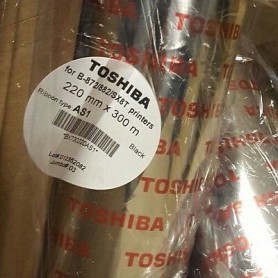 TOSHIBA
for B-872/882/SX8T printers
220 mm x 300 m
Ribbon type AS1
Black
TOSHIBA
TOSHIBA
TOSHIBA
TOSHIBA